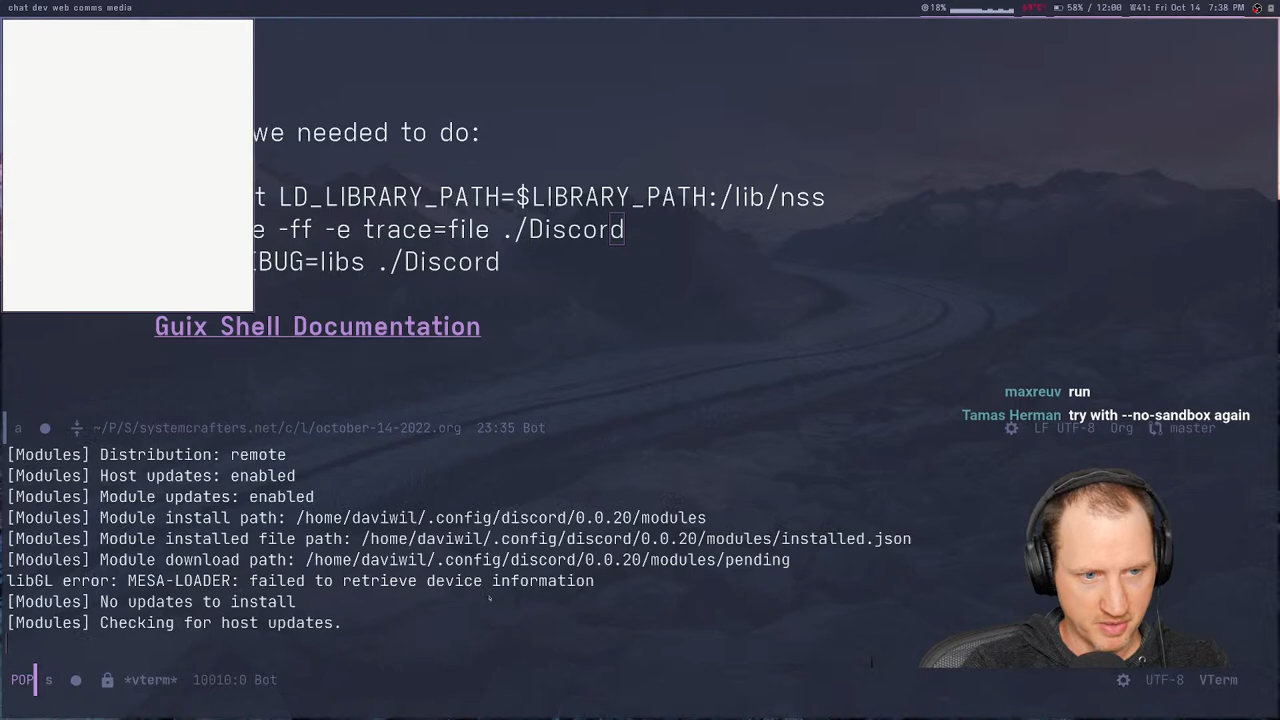 chat dev web comms media
18%
58% / 12:00 W41: Fri Oct 14 7:38 PM
we needed to do:
t LD_LIBRARY_PATH=$LIBRARY_PATH:/lib/nss
e -ff -e trace=file ./Discord
BUG=libs ./Discord
Guix Shell Documentation
maxreuv run
Tamas Herman try with --no-sandbox again
a ~/P/S/systemcrafters.net/c/l/october-14-2022.org 23:35 Bot LF UTF-8 Org master
[Modules] Distribution: remote
[Modules] Host updates: enabled
[Modules] Module updates: enabled
[Modules] Module install path: /home/daviwil/.config/discord/0.0.20/modules
[Modules] Module installed file path: /home/daviwil/.config/discord/0.0.20/modules/installed.json
[Modules] Module download path: /home/daviwil/.config/discord/0.0.20/modules/pending
libGL error: MESA-LOADER: failed to retrieve device information
[Modules] No updates to install
[Modules] Checking for host updates.
POP s *vterm* 10010:0 Bot UTF-8 VTerm